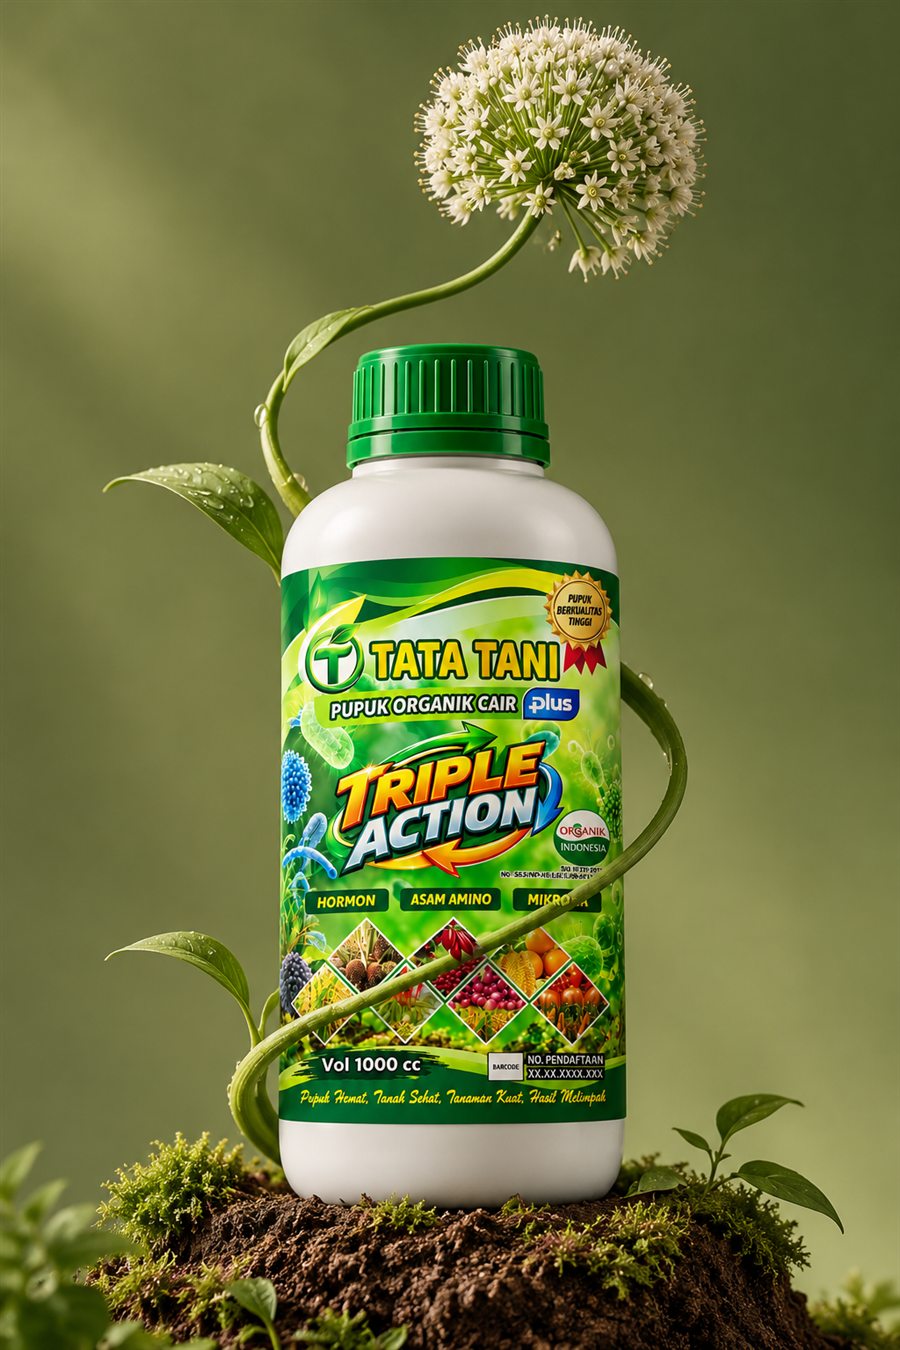 PUPUK
BERKUALITAS
TINGGI
T TATA TANI
PUPUK ORGANIK CAIR plus
TRIPLE
ACTION
ORGANIK
INDONESIA
HORMON ASAM AMINO
Vol 1000 cc
BARCODE
NO. PENDAFTAAN
XX.XX.XXXX.XXX
Pupuk Hemat, Tanah Sehat, Tanaman Kuat, Hasil Melimpah